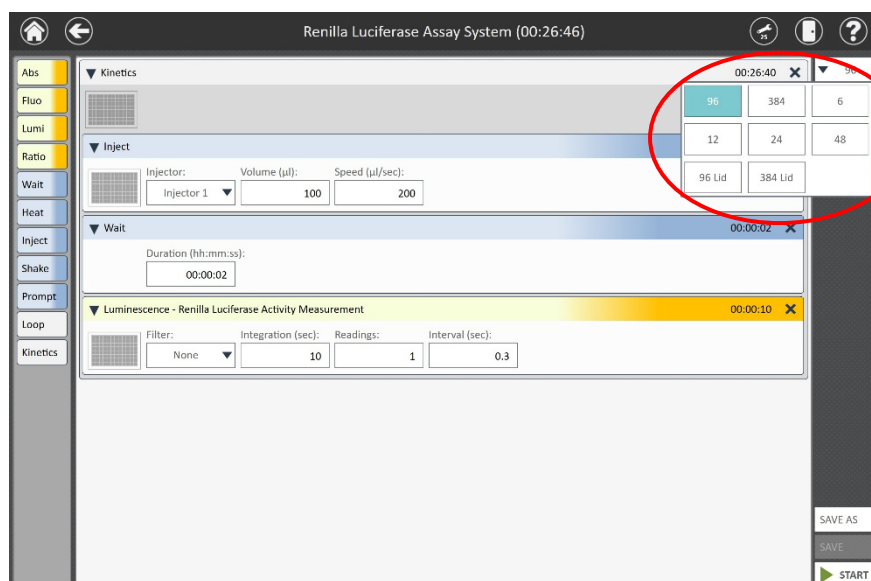 Renilla Luciferase Assay System (00:26:46)
25
?
Abs
Fluo
Lumi
Ratio
Wait
Heat
Inject
Shake
Prompt
Loop
Kinetics
Kinetics 00:26:40
96
96 384 6
12 24 48
96 Lid 384 Lid
Inject
Injector: Volume (µl): Speed (µl/sec):
Injector 1 100 200
Wait 00:00:02
Duration (hh:mm:ss):
00:00:02
Luminescence - Renilla Luciferase Activity Measurement 00:00:10
Filter: Integration (sec): Readings: Interval (sec):
None 10 1 0.3
SAVE AS
SAVE
START